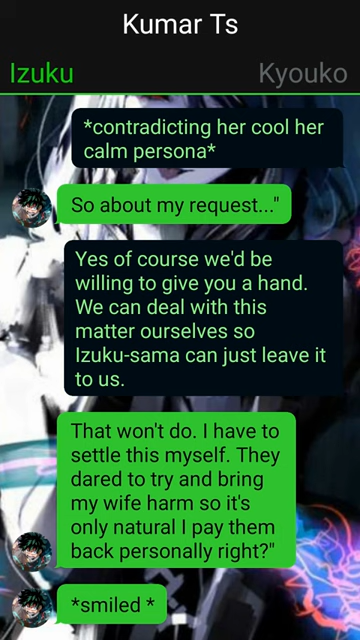 Kumar Ts
Izuku Kyouko
*contradicting her cool her
calm persona*
So about my request..."
Yes of course we'd be
willing to give you a hand.
We can deal with this
matter ourselves so
Izuku-sama can just leave it
to us.
That won't do. I have to
settle this myself. They
dared to try and bring
my wife harm so it's
only natural I pay them
back personally right?"
*smiled *